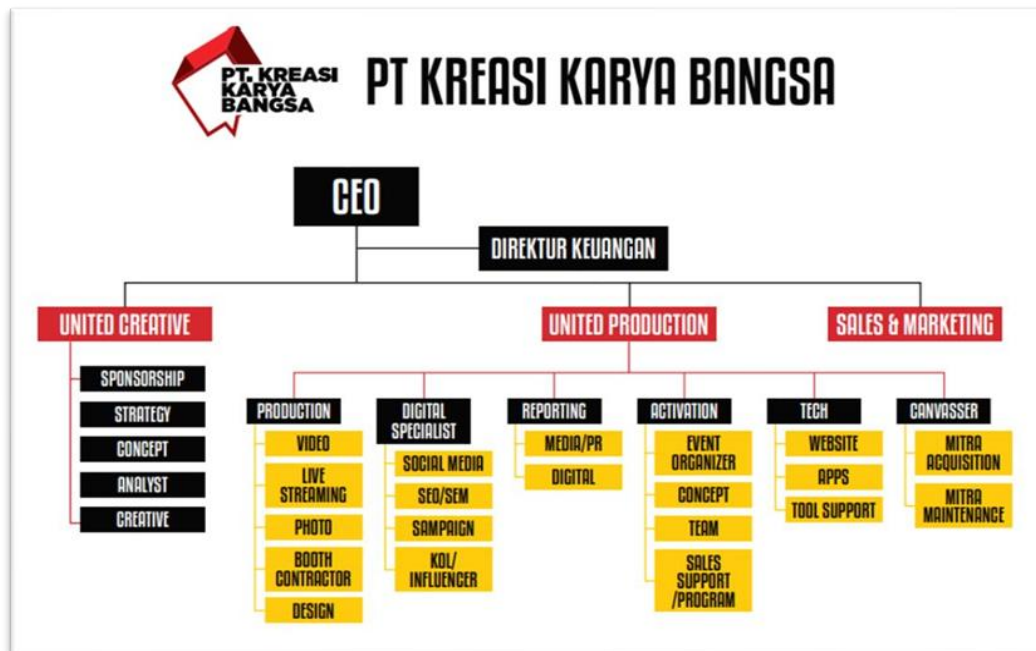 PT. KREASI
KARYA
BANGSA
PT KREASI KARYA BANGSA
CEO
DIREKTUR KEUANGAN
UNITED CREATIVE
UNITED PRODUCTION
SALES & MARKETING
SPONSORSHIP
STRATEGY
CONCEPT
ANALYST
CREATIVE
PRODUCTION
VIDEO
LIVE
STREAMING
PHOTO
BOOTH
CONTRACTOR
DESIGN
DIGITAL
SPECIALIST
SOCIAL MEDIA
SEO/SEM
SAMPAIGN
KOL/
INFLUENCER
REPORTING
MEDIA/PR
DIGITAL
ACTIVATION
EVENT
ORGANIZER
CONCEPT
TEAM
SALES
SUPPORT
/PROGRAM
TECH
WEBSITE
APPS
TOOL SUPPORT
CANVASSER
MITRA
ACQUISITION
MITRA
MAINTENANCE